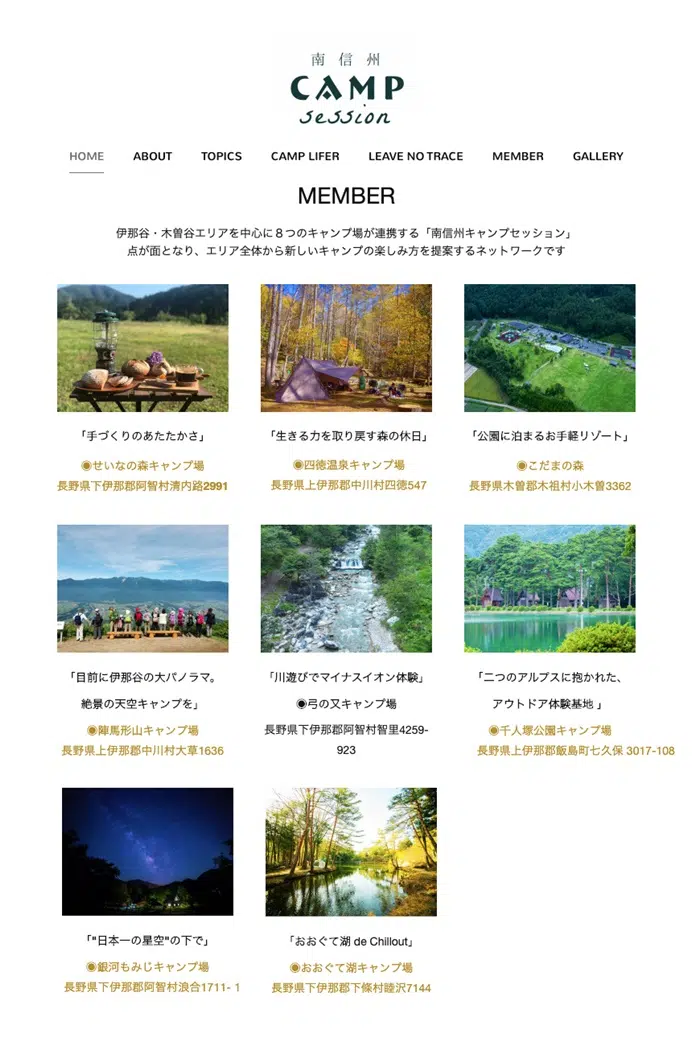 南信州
CAMP
session
HOME ABOUT TOPICS CAMP LIFER LEAVE NO TRACE MEMBER GALLERY
MEMBER
伊那谷・木曽谷エリアを中心に８つのキャンプ場が連携する「南信州キャンプセッション」
点が面となり、エリア全体から新しいキャンプの楽しみ方を提案するネットワークです
「手づくりのあたたかさ」
◉せいなの森キャンプ場
長野県下伊那郡阿智村清内路2991
「生きる力を取り戻す森の休日」
◉四徳温泉キャンプ場
長野県上伊那郡中川村四徳547
「公園に泊まるお手軽リゾート」
◉こだまの森
長野県木曽郡木祖村小木曽3362
「目前に伊那谷の大パノラマ。
絶景の天空キャンプを」
◉陣馬形山キャンプ場
長野県上伊那郡中川村大草1636
「川遊びでマイナスイオン体験」
◉弓の又キャンプ場
長野県下伊那郡阿智村智里4259-
923
「二つのアルプスに抱かれた、
アウトドア体験基地 」
◉千人塚公園キャンプ場
長野県上伊那郡飯島町七久保 3017-108
「"日本一の星空"の下で」
◉銀河もみじキャンプ場
長野県下伊那郡阿智村浪合1711- 1
「おおぐて湖 de Chillout」
◉おおぐて湖キャンプ場
長野県下伊那郡下條村睦沢7144